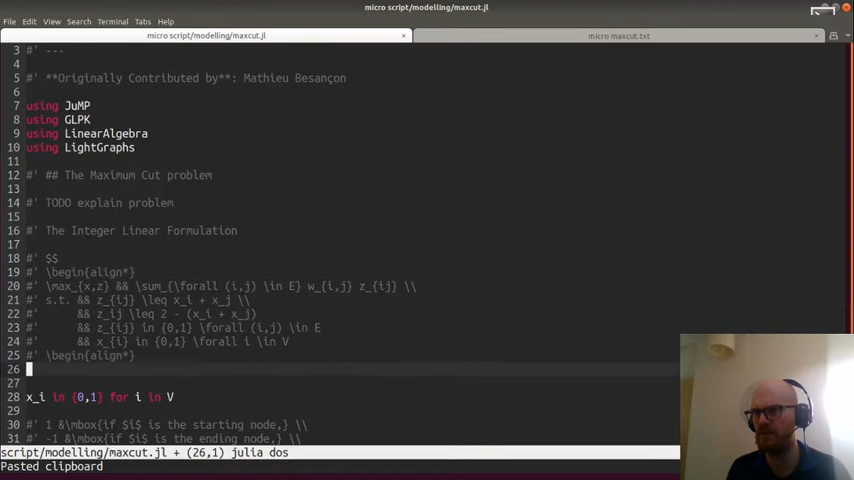 micro script/modelling/maxcut.jl
File Edit View Search Terminal Tabs Help
micro script/modelling/maxcut.jl × micro maxcut.txt ×
3 #' ---
4
5 #' **Originally Contributed by**: Mathieu Besançon
6
7 using JuMP
8 using GLPK
9 using LinearAlgebra
10 using LightGraphs
11
12 #' ## The Maximum Cut problem
13
14 #' TODO explain problem
15
16 #' The Integer Linear Formulation
17
18 #' $$
19 #' \begin{align*}
20 #' \max_{x,z} && \sum_{\forall (i,j) \in E} w_{i,j} z_{ij} \\
21 #' s.t. && z_{ij} \leq x_i + x_j \\
22 #'      && z_ij \leq 2 - (x_i + x_j)
23 #'      && z_{ij} in {0,1} \forall (i,j) \in E
24 #'      && x_{i} in {0,1} \forall i \in V
25 #' \begin{align*}
26
27
28 x_i in {0,1} for i in V
29
30 #' 1 &\mbox{if $i$ is the starting node,} \\
31 #' -1 &\mbox{if $i$ is the ending node,} \\
script/modelling/maxcut.jl + (26,1) julia dos
Pasted clipboard